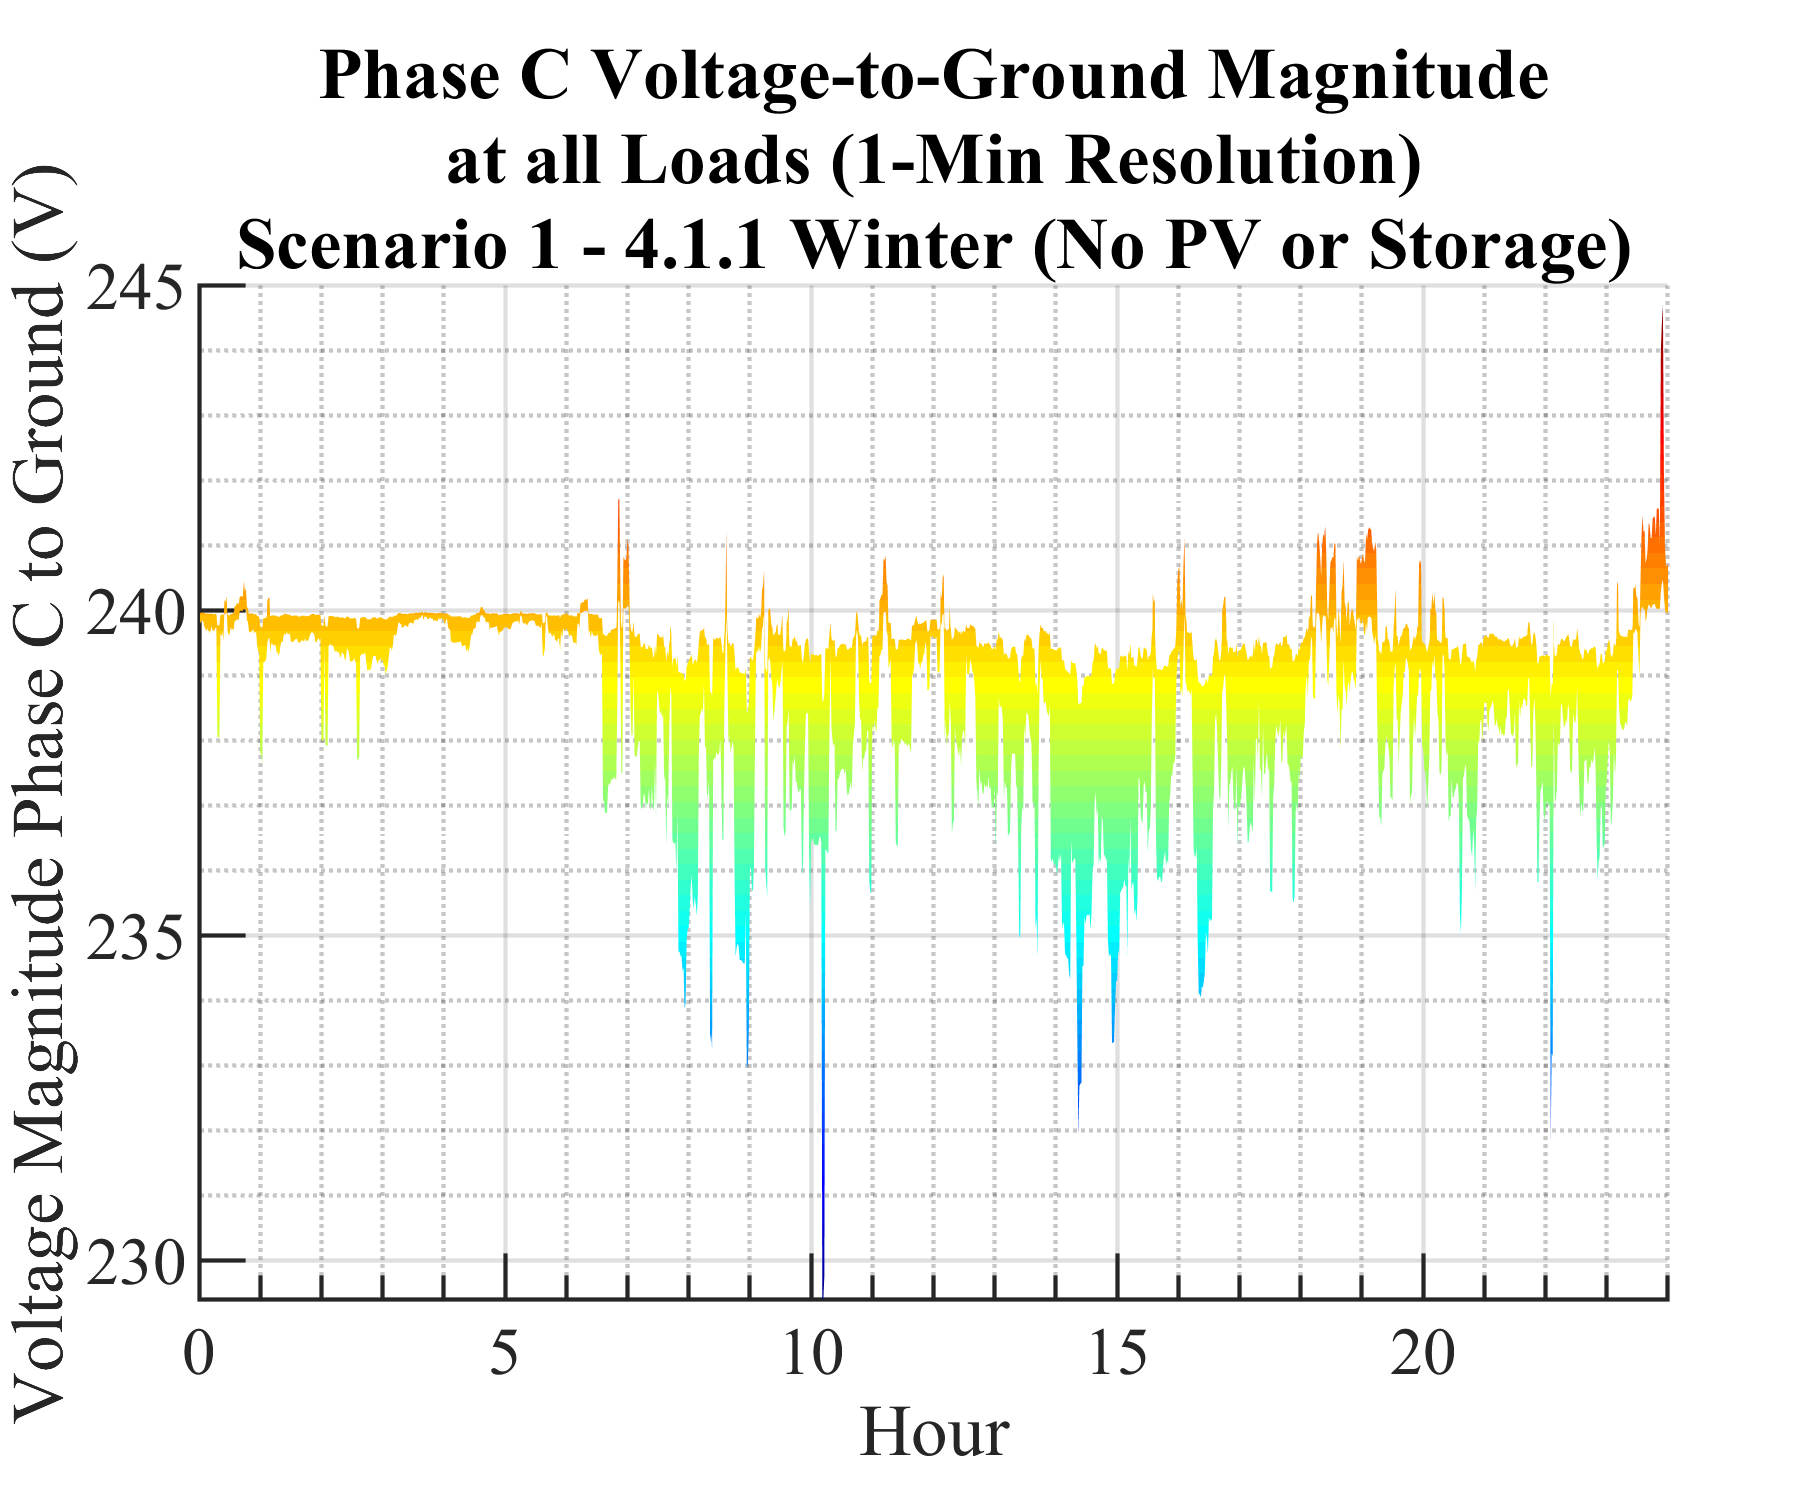 Phase C Voltage-to-Ground Magnitude
at all Loads (1-Min Resolution)
Scenario 1 - 4.1.1 Winter (No PV or Storage)
Voltage Magnitude Phase C to Ground (V)
245
240
235
230
0 5 10 15 20
Hour